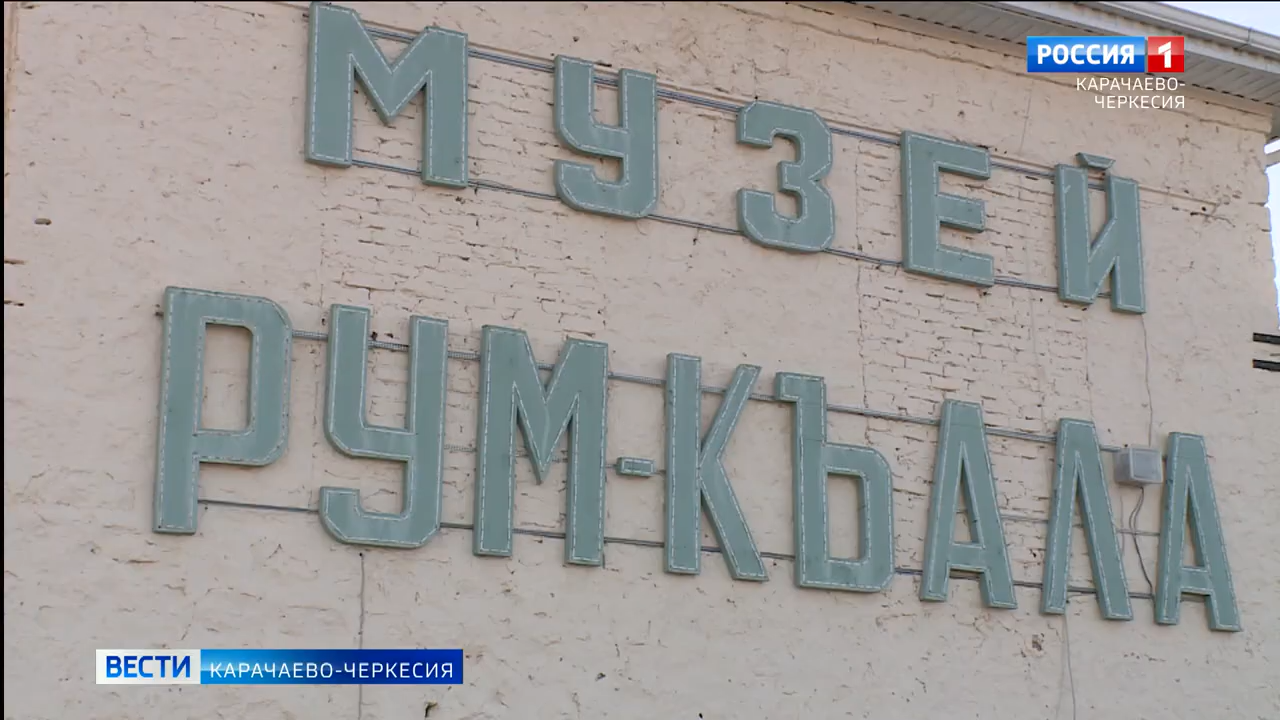 МУЗЕЙ
РУМ-КЪАЛА
РОССИЯ 1
КАРАЧАЕВО-
ЧЕРКЕСИЯ
ВЕСТИ КАРАЧАЕВО-ЧЕРКЕСИЯ